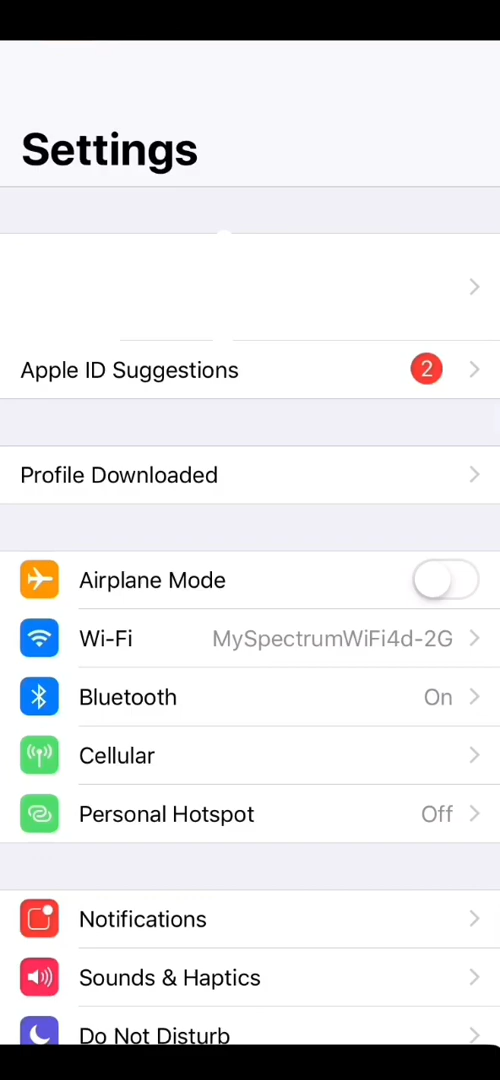 Settings
Apple ID Suggestions 2
Profile Downloaded
Airplane Mode
Wi-Fi MySpectrumWiFi4d-2G
Bluetooth On
Cellular
Personal Hotspot Off
Notifications
Sounds & Haptics
Do Not Disturb